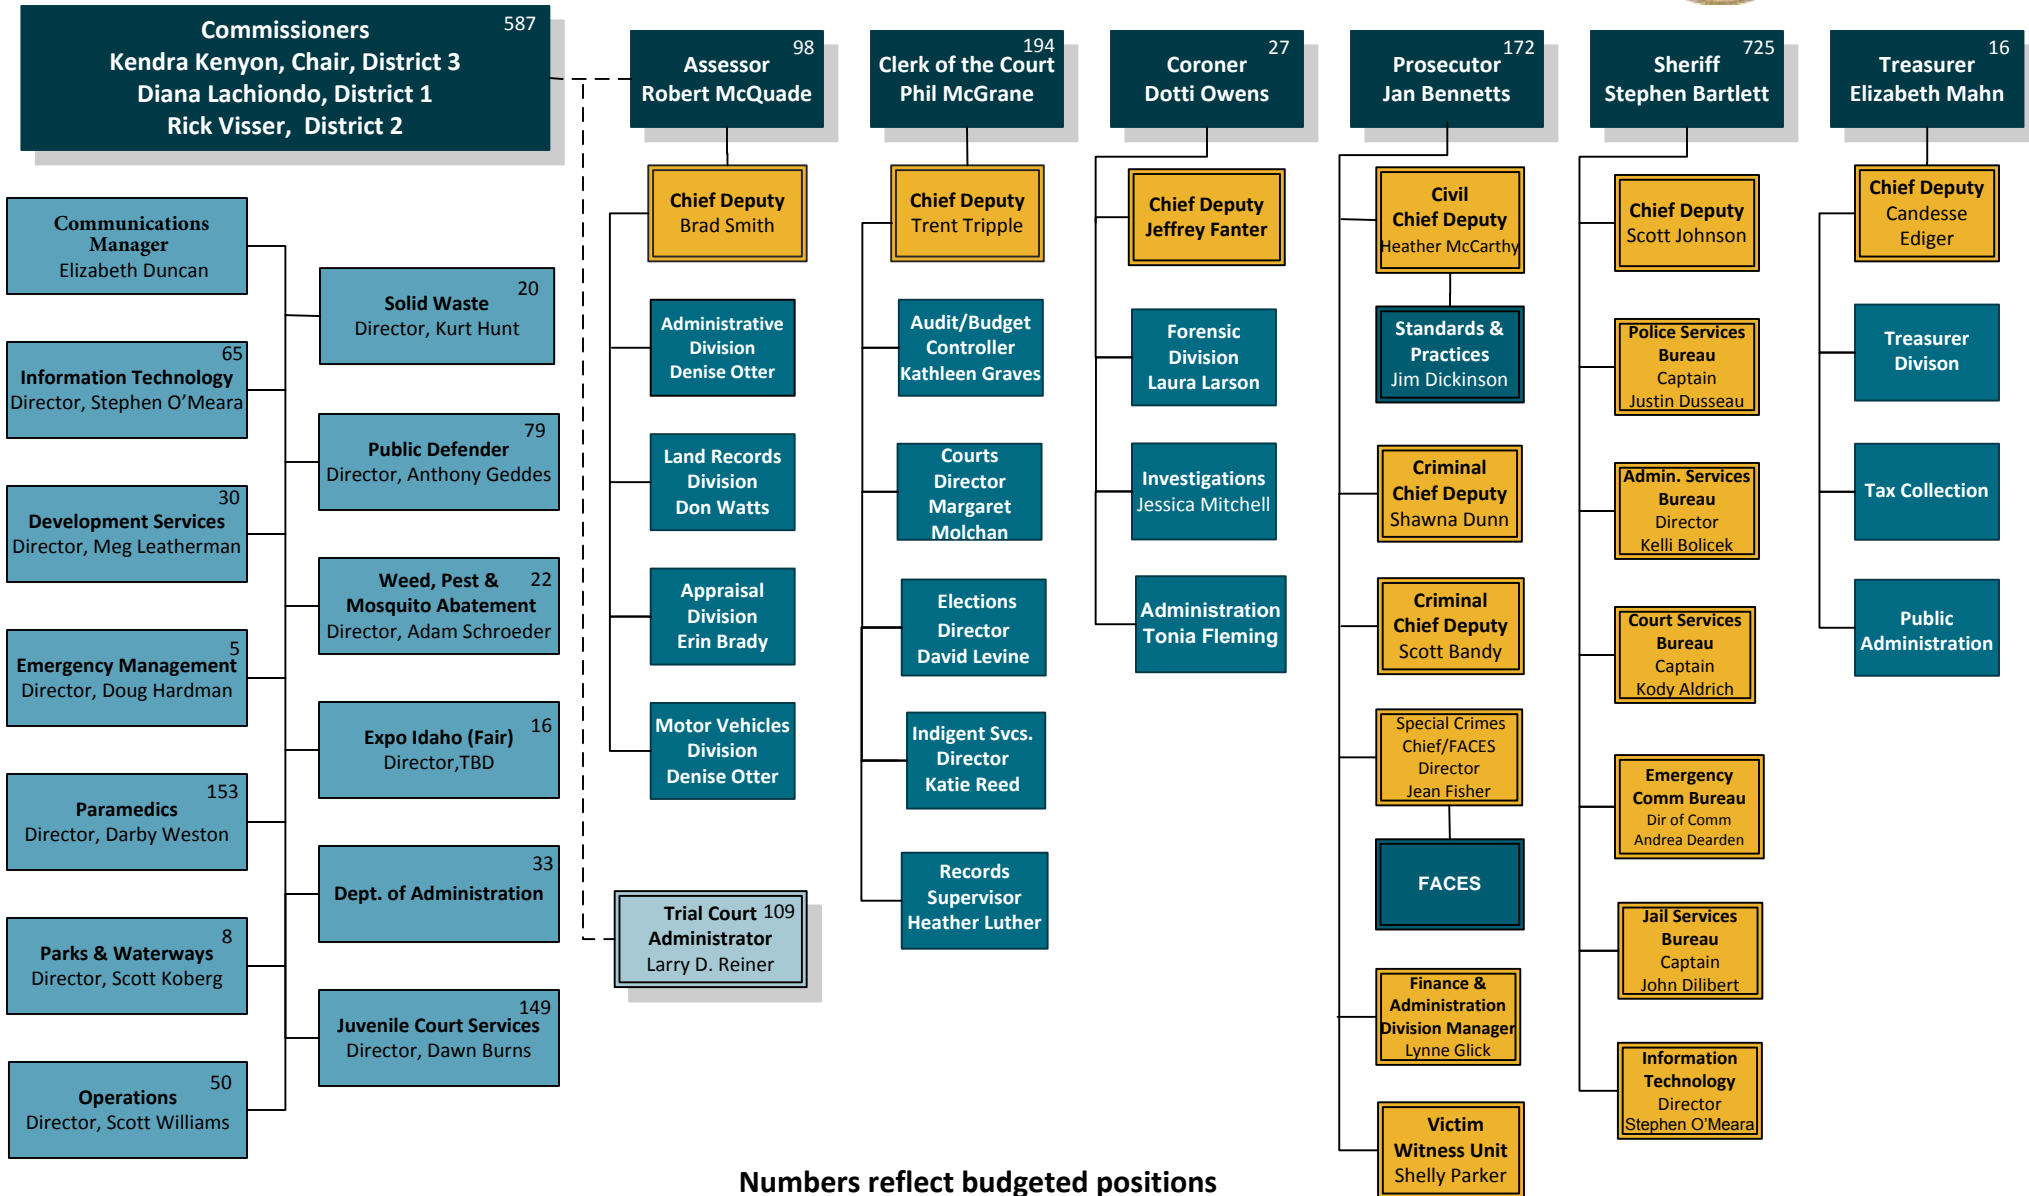 587
Commissioners
Kendra Kenyon, Chair, District 3
Diana Lachiondo, District 1
Rick Visser, District 2
Communications
Manager
Elizabeth Duncan
65
Information Technology
Director, Stephen O’Meara
30
Development Services
Director, Meg Leatherman
5
Emergency Management
Director, Doug Hardman
153
Paramedics
Director, Darby Weston
8
Parks & Waterways
Director, Scott Koberg
50
Operations
Director, Scott Williams
20
Solid Waste
Director, Kurt Hunt
79
Public Defender
Director, Anthony Geddes
Weed, Pest & 22
Mosquito Abatement
Director, Adam Schroeder
16
Expo Idaho (Fair)
Director,TBD
33
Dept. of Administration
149
Juvenile Court Services
Director, Dawn Burns
98
Assessor
Robert McQuade
Chief Deputy
Brad Smith
Administrative
Division
Denise Otter
Land Records
Division
Don Watts
Appraisal
Division
Erin Brady
Motor Vehicles
Division
Denise Otter
Trial Court 109
Administrator
Larry D. Reiner
194
Clerk of the Court
Phil McGrane
Chief Deputy
Trent Tripple
Audit/Budget
Controller
Kathleen Graves
Courts
Director
Margaret
Molchan
Elections
Director
David Levine
Indigent Svcs.
Director
Katie Reed
Records
Supervisor
Heather Luther
27
Coroner
Dotti Owens
Chief Deputy
Jeffrey Fanter
Forensic
Division
Laura Larson
Investigations
Jessica Mitchell
Administration
Tonia Fleming
172
Prosecutor
Jan Bennetts
Civil
Chief Deputy
Heather McCarthy
Standards &
Practices
Jim Dickinson
Criminal
Chief Deputy
Shawna Dunn
Criminal
Chief Deputy
Scott Bandy
Special Crimes
Chief/FACES
Director
Jean Fisher
FACES
Finance &
Administration
Division Manager
Lynne Glick
Victim
Witness Unit
Shelly Parker
725
Sheriff
Stephen Bartlett
Chief Deputy
Scott Johnson
Police Services
Bureau
Captain
Justin Dusseau
Admin. Services
Bureau
Director
Kelli Bolicek
Court Services
Bureau
Captain
Kody Aldrich
Emergency
Comm Bureau
Dir of Comm
Andrea Dearden
Jail Services
Bureau
Captain
John Dilibert
Information
Technology
Director
Stephen O’Meara
16
Treasurer
Elizabeth Mahn
Chief Deputy
Candesse
Ediger
Treasurer
Divison
Tax Collection
Public
Administration
Numbers reflect budgeted positions